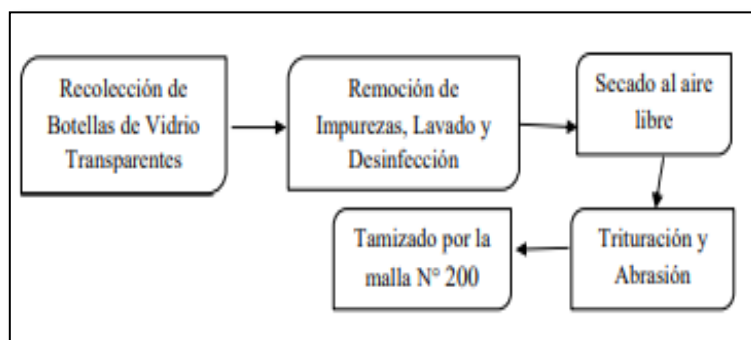 Recolección de
Botellas de Vidrio
Transparentes
Remoción de
Impurezas, Lavado y
Desinfección
Secado al aire
libre
Trituración y
Abrasión
Tamizado por la
malla N° 200